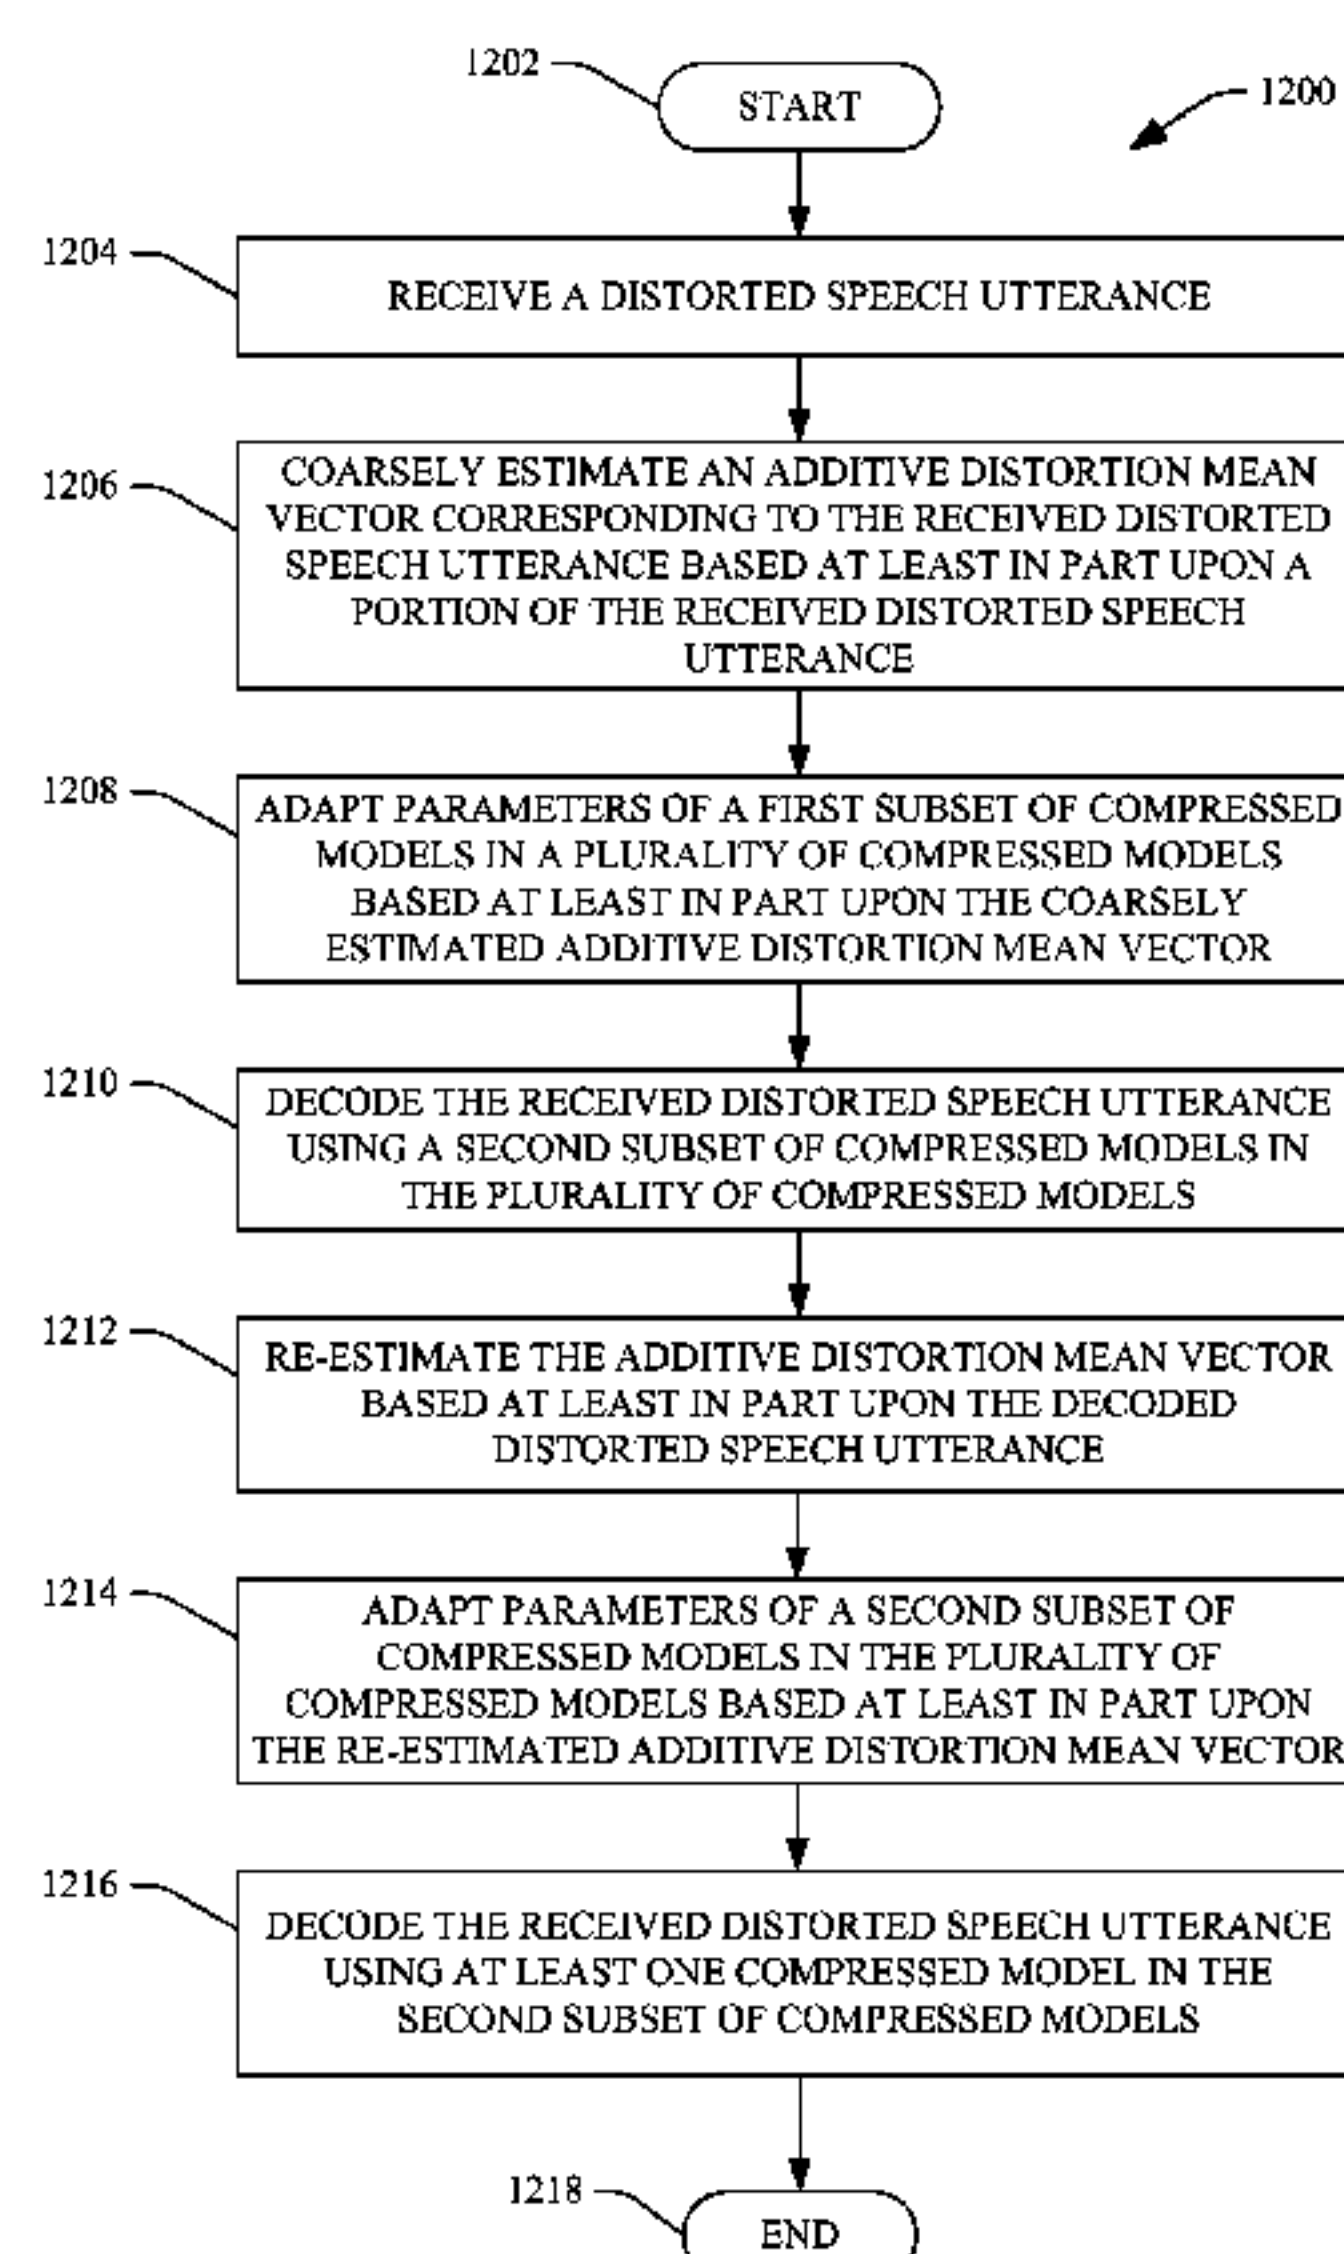 1202
START
1200
1204
RECEIVE A DISTORTED SPEECH UTTERANCE
1206
COARSELY ESTIMATE AN ADDITIVE DISTORTION MEAN
VECTOR CORRESPONDING TO THE RECEIVED DISTORTED
SPEECH UTTERANCE BASED AT LEAST IN PART UPON A
PORTION OF THE RECEIVED DISTORTED SPEECH
UTTERANCE
1208
ADAPT PARAMETERS OF A FIRST SUBSET OF COMPRESSED
MODELS IN A PLURALITY OF COMPRESSED MODELS
BASED AT LEAST IN PART UPON THE COARSELY
ESTIMATED ADDITIVE DISTORTION MEAN VECTOR
1210
DECODE THE RECEIVED DISTORTED SPEECH UTTERANCE
USING A SECOND SUBSET OF COMPRESSED MODELS IN
THE PLURALITY OF COMPRESSED MODELS
1212
RE-ESTIMATE THE ADDITIVE DISTORTION MEAN VECTOR
BASED AT LEAST IN PART UPON THE DECODED
DISTORTED SPEECH UTTERANCE
1214
ADAPT PARAMETERS OF A SECOND SUBSET OF
COMPRESSED MODELS IN THE PLURALITY OF
COMPRESSED MODELS BASED AT LEAST IN PART UPON
THE RE-ESTIMATED ADDITIVE DISTORTION MEAN VECTOR
1216
DECODE THE RECEIVED DISTORTED SPEECH UTTERANCE
USING AT LEAST ONE COMPRESSED MODEL IN THE
SECOND SUBSET OF COMPRESSED MODELS
1218
END